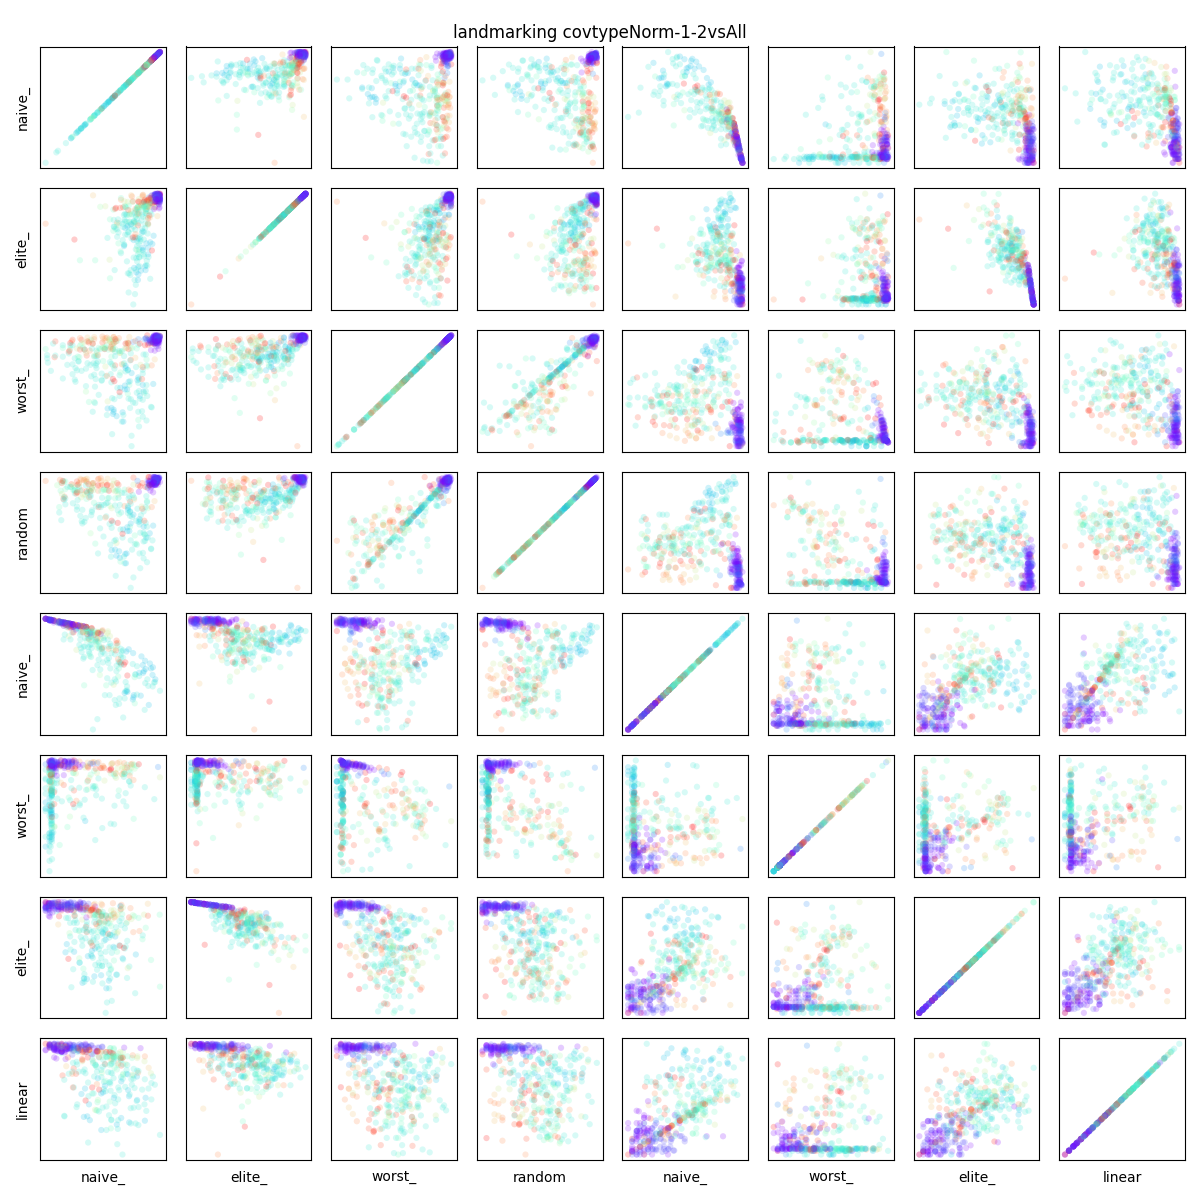 landmarking covtypeNorm-1-2vsAll
naive_
elite_
worst_
random
naive_
worst_
elite_
linear
naive_ elite_ worst_ random naive_ worst_ elite_ linear